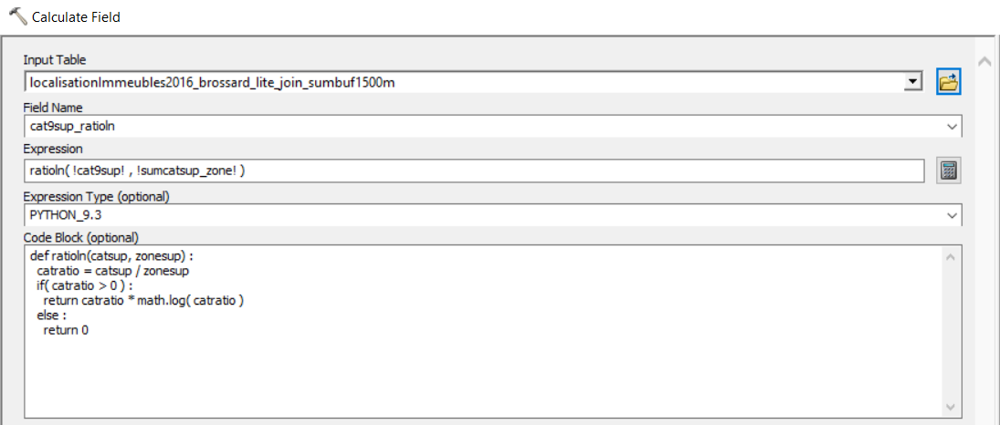 Calculate Field
Input Table
localisationImmeubles2016_brossard_lite_join_sumbuf1500m
Field Name
cat9sup_ratioln
Expression
ratioln( !cat9sup! , !sumcatsup_zone! )
Expression Type (optional)
PYTHON_9.3
Code Block (optional)
def ratioln(catsup, zonesup) :
  catratio = catsup / zonesup
  if( catratio > 0 ) :
    return catratio * math.log( catratio )
  else :
    return 0